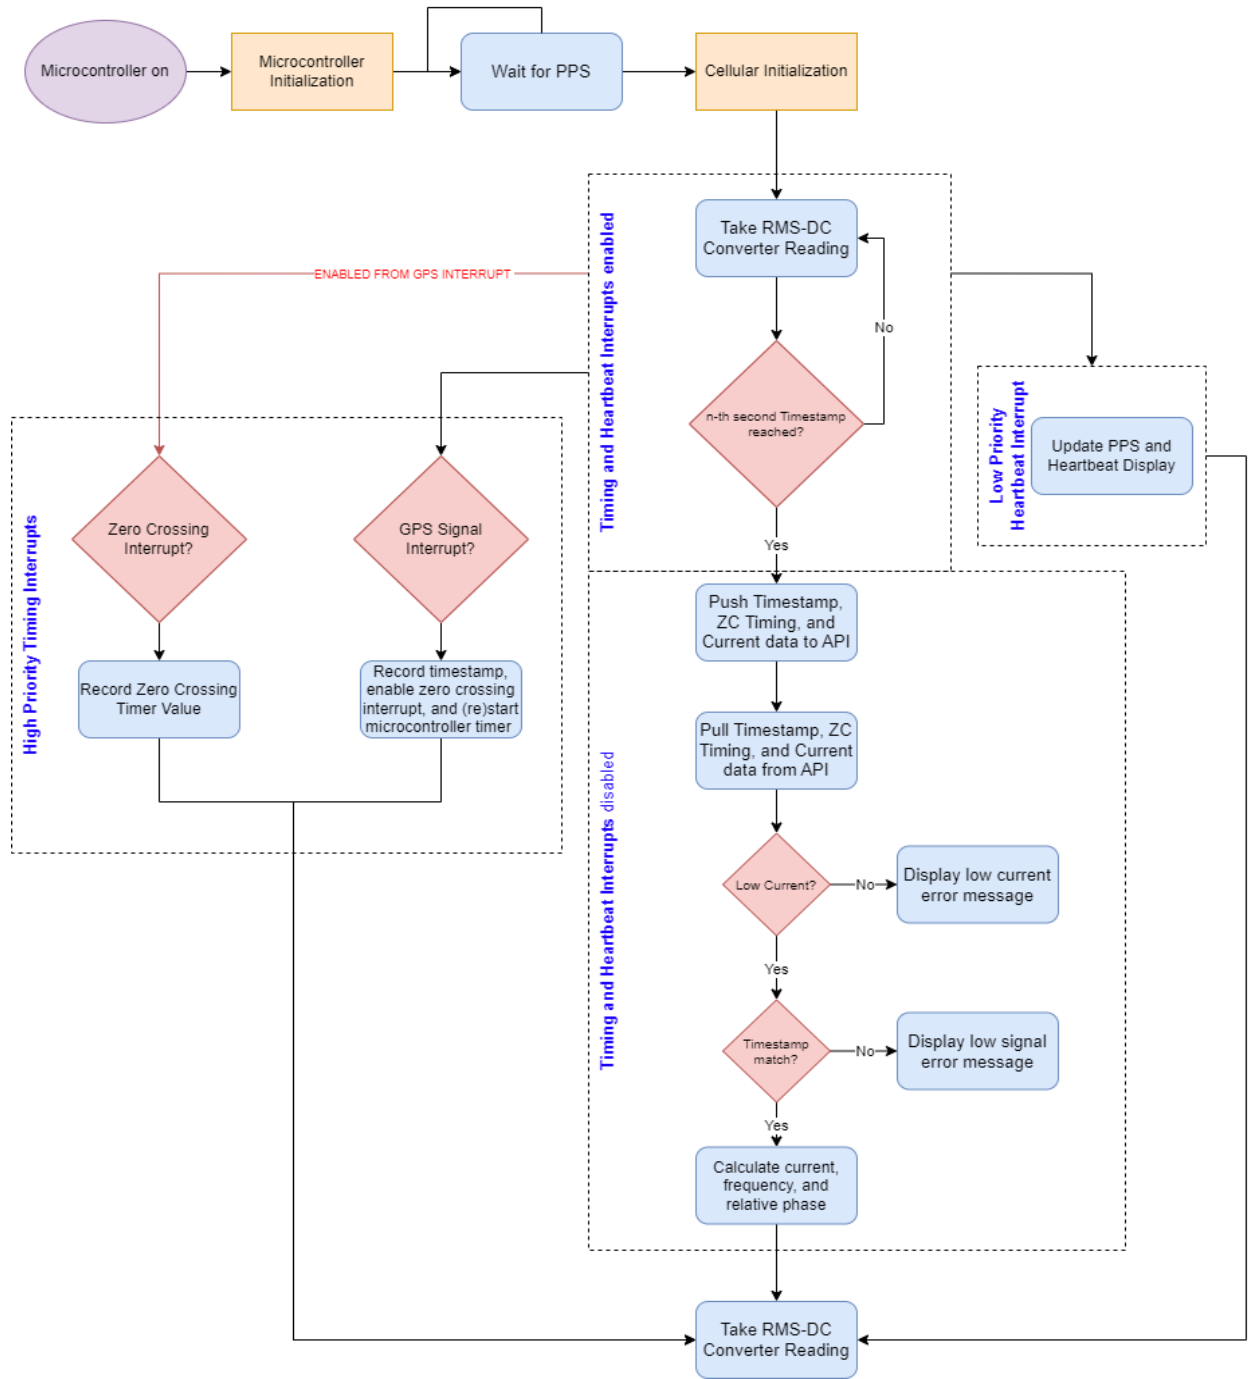 Microcontroller on
Microcontroller
Initialization
Wait for PPS
Cellular Initialization
Timing and Heartbeat Interrupts enabled
Take RMS-DC
Converter Reading
No
n-th second Timestamp
reached?
Yes
ENABLED FROM GPS INTERRUPT
Low Priority
Heartbeat Interrupt
Update PPS and
Heartbeat Display
High Priority Timing Interrupts
Zero Crossing
Interrupt?
GPS Signal
Interrupt?
Record Zero Crossing
Timer Value
Record timestamp,
enable zero crossing
interrupt, and (re)start
microcontroller timer
Timing and Heartbeat Interrupts disabled
Push Timestamp,
ZC Timing, and
Current data to API
Pull Timestamp, ZC
Timing, and Current
data from API
Low Current?
No
Display low current
error message
Yes
Timestamp
match?
No
Display low signal
error message
Yes
Calculate current,
frequency, and
relative phase
Take RMS-DC
Converter Reading